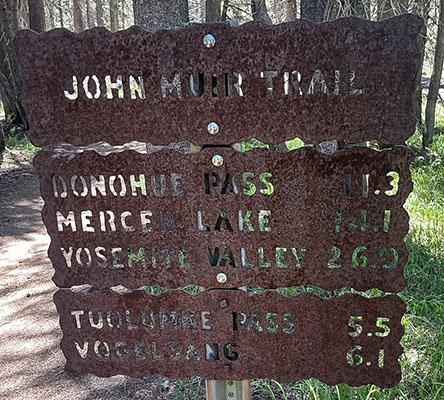 JOHN MUIR TRAIL
DONOHUE PASS 11.3
MERCED LAKE 14.1
YOSEMITE VALLEY 26.9
TUOLUMNE PASS 5.5
VOGELSANG 6.1